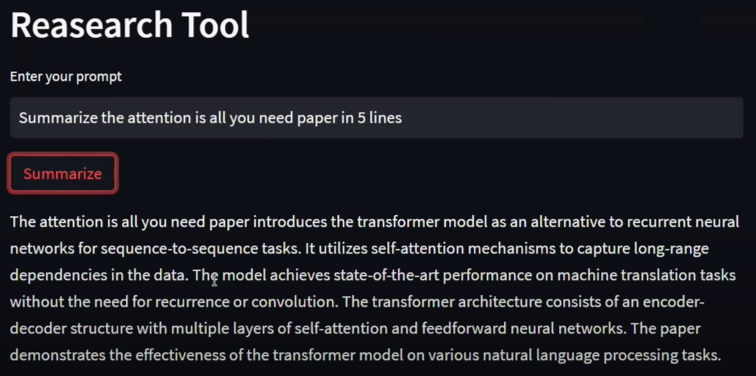 Reasearch Tool
Enter your prompt
Summarize the attention is all you need paper in 5 lines
Summarize
The attention is all you need paper introduces the transformer model as an alternative to recurrent neural
networks for sequence-to-sequence tasks. It utilizes self-attention mechanisms to capture long-range
dependencies in the data. The model achieves state-of-the-art performance on machine translation tasks
without the need for recurrence or convolution. The transformer architecture consists of an encoder-
decoder structure with multiple layers of self-attention and feedforward neural networks. The paper
demonstrates the effectiveness of the transformer model on various natural language processing tasks.